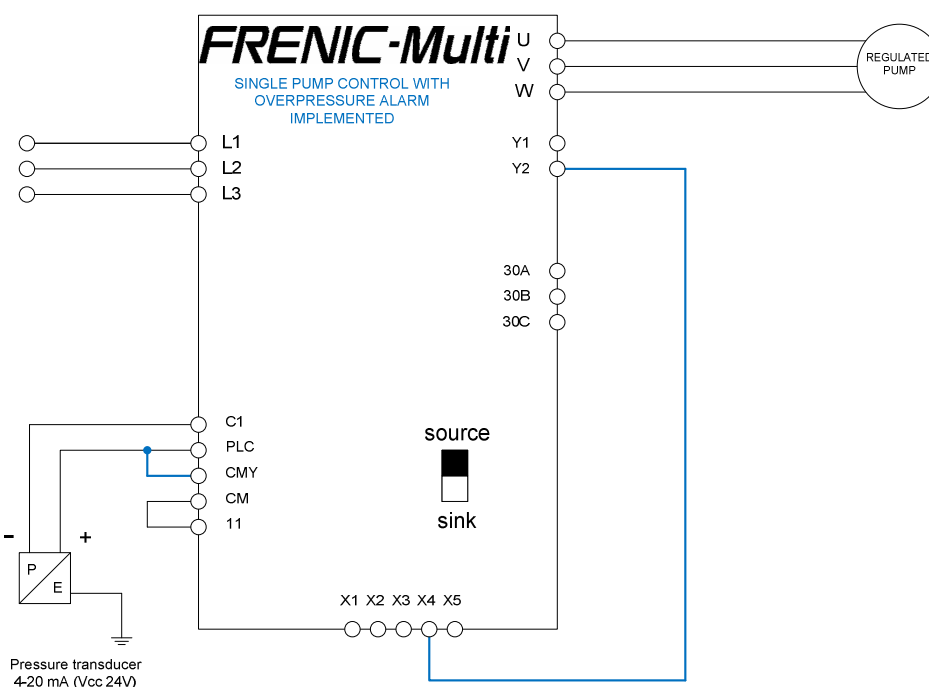 FRENIC-Multi
SINGLE PUMP CONTROL WITH
OVERPRESSURE ALARM
IMPLEMENTED
U
V
W
REGULATED
PUMP
L1
L2
L3
Y1
Y2
30A
30B
30C
C1
PLC
CMY
CM
11
source
sink
- +
P
E
X1 X2 X3 X4 X5
Pressure transducer
4-20 mA (Vcc 24V)